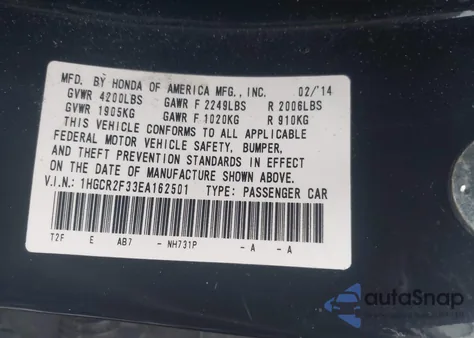 MFD. BY HONDA OF AMERICA MFG., INC. 02/'14
GVWR 4200LBS GAWR F 2249LBS R 2006LBS
GVWR 1905KG GAWR F 1020KG R 910KG
THIS VEHICLE CONFORMS TO ALL APPLICABLE
FEDERAL MOTOR VEHICLE SAFETY, BUMPER,
AND THEFT PREVENTION STANDARDS IN EFFECT
ON THE DATE OF MANUFACTURE SHOWN ABOVE.
V.I.N.: 1HGCR2F33EA162501 TYPE: PASSENGER CAR
T2F E AB7 - NH731P - A - A
autaSnap